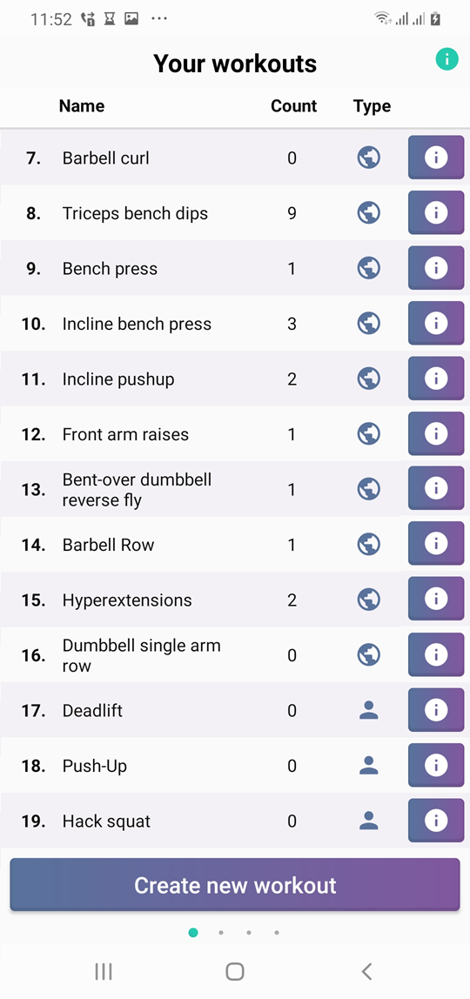 11:52
Your workouts
Name Count Type
7. Barbell curl 0
8. Triceps bench dips 9
9. Bench press 1
10. Incline bench press 3
11. Incline pushup 2
12. Front arm raises 1
13. Bent-over dumbbell
reverse fly 1
14. Barbell Row 1
15. Hyperextensions 2
16. Dumbbell single arm
row 0
17. Deadlift 0
18. Push-Up 0
19. Hack squat 0
Create new workout